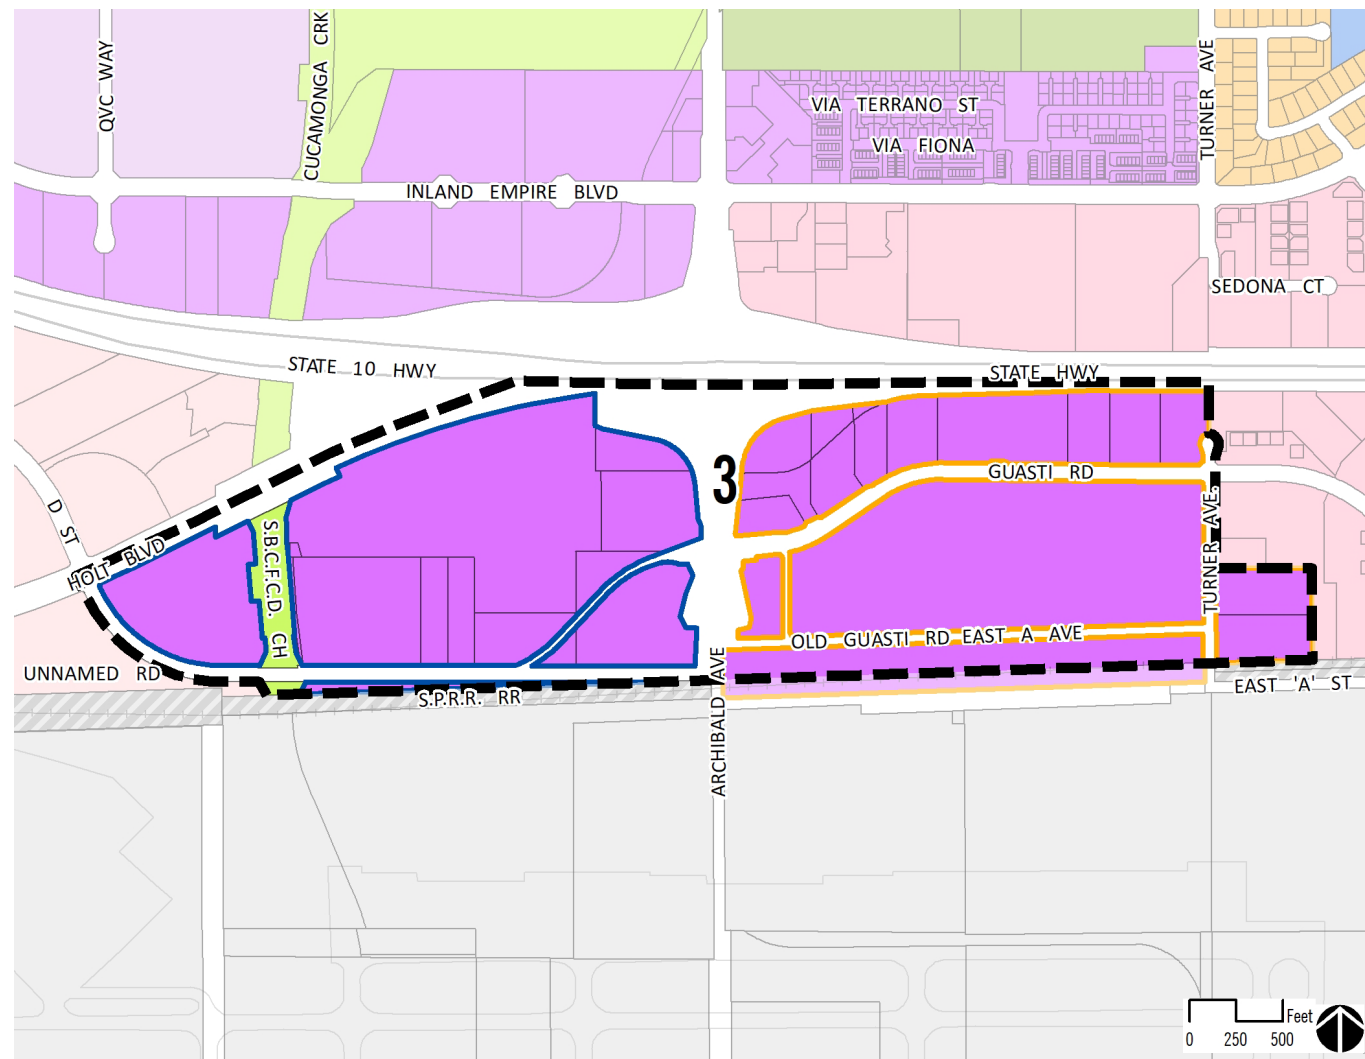 QVC WAY
CUCAMONGA CRK
TURNER AVE
VIA TERRANO ST
VIA FIONA
INLAND EMPIRE BLVD
SEDONA CT
STATE 10 HWY
STATE HWY
3
GUASTI RD
D ST
HOLT BLVD
S.B.C.F.C.D. CH
TURNER AVE.
OLD GUASTI RD EAST A AVE
UNNAMED RD
S.P.R.R. RR
ARCHIBALD AVE
EAST 'A' ST
Feet
0 250 500